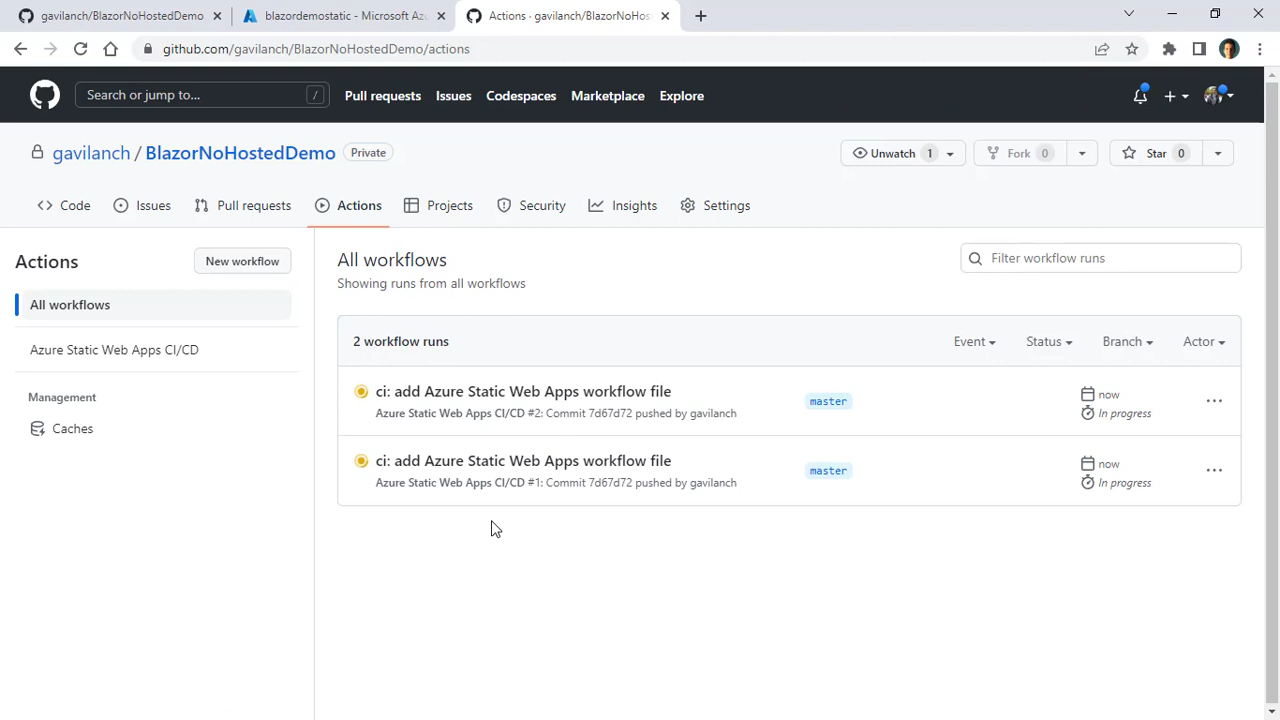 gavilanch/BlazorNoHostedDemo
blazordemostatic - Microsoft Az
Actions · gavilanch/BlazorNoHos
github.com/gavilanch/BlazorNoHostedDemo/actions
Search or jump to...
/
Pull requests
Issues
Codespaces
Marketplace
Explore
gavilanch / BlazorNoHostedDemo
Private
Unwatch 1
Fork 0
Star 0
Code
Issues
Pull requests
Actions
Projects
Security
Insights
Settings
Actions
New workflow
All workflows
Azure Static Web Apps CI/CD
Management
Caches
All workflows
Showing runs from all workflows
Filter workflow runs
2 workflow runs
Event
Status
Branch
Actor
ci: add Azure Static Web Apps workflow file
Azure Static Web Apps CI/CD #2: Commit 7d67d72 pushed by gavilanch
master
now
In progress
ci: add Azure Static Web Apps workflow file
Azure Static Web Apps CI/CD #1: Commit 7d67d72 pushed by gavilanch
master
now
In progress